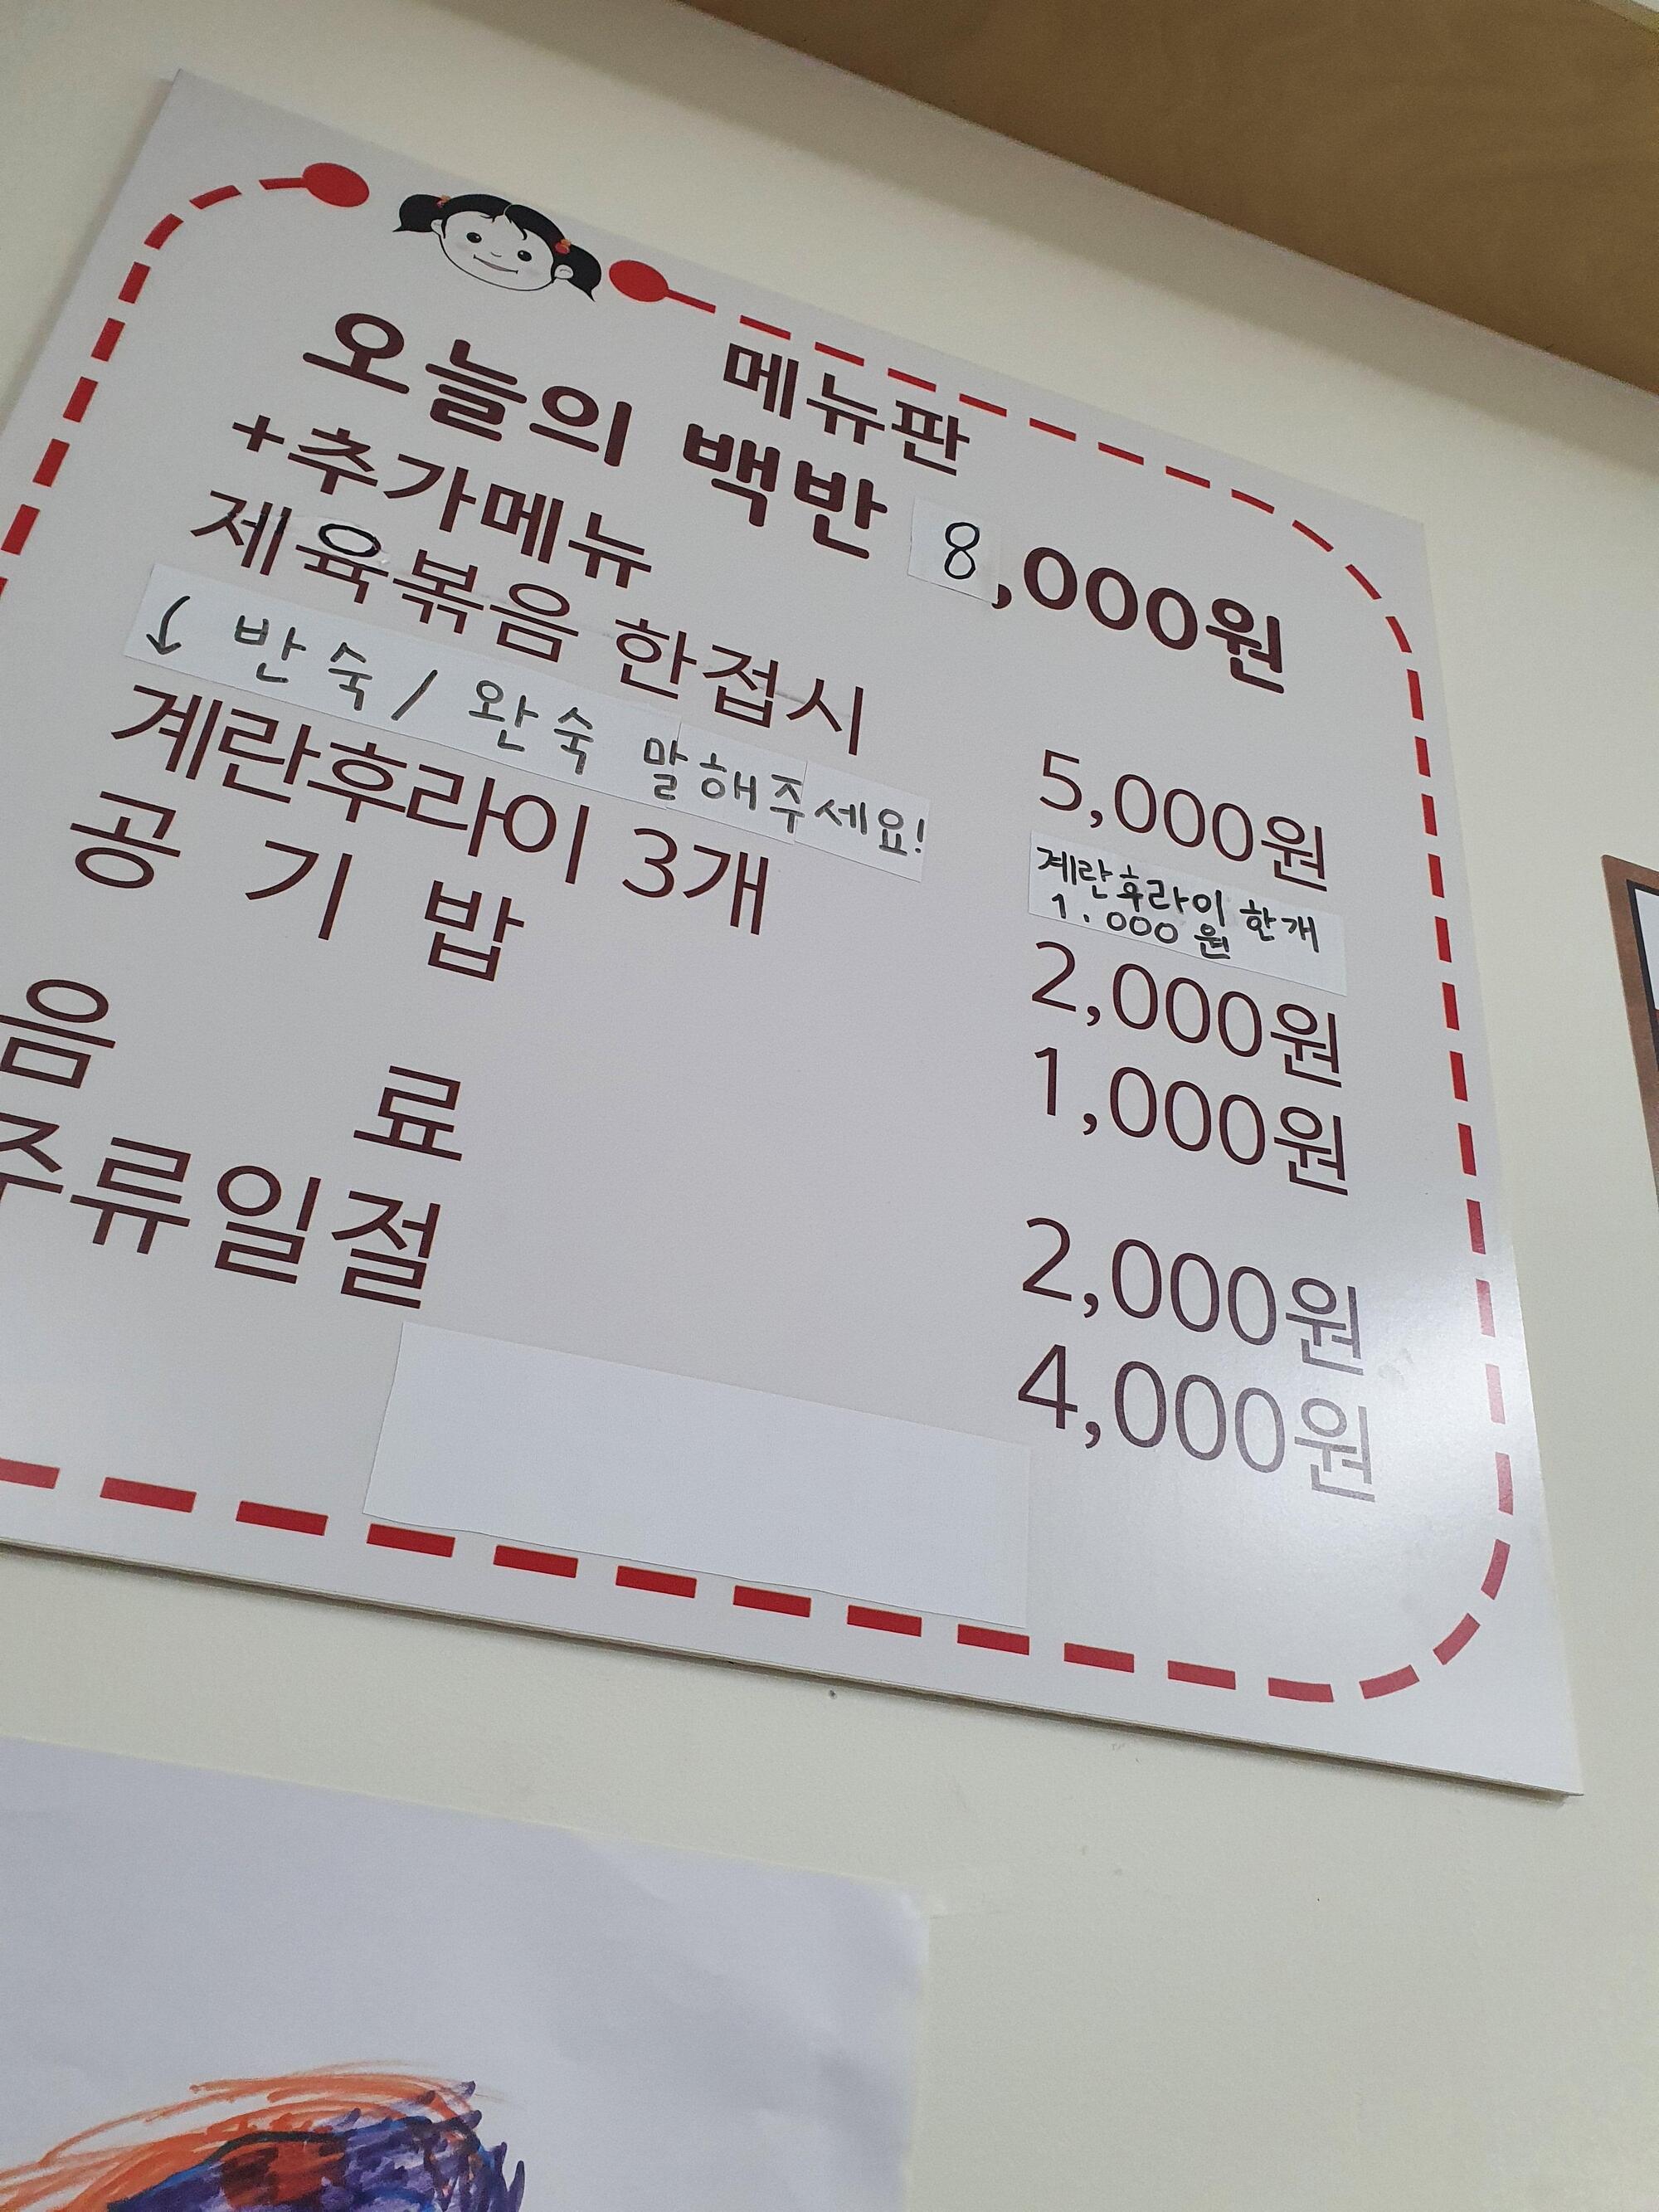 메뉴판
오늘의 백반 8,000원
+추가메뉴
제육볶음 한접시 5,000원
↙ 반숙 / 완숙 말해주세요!
계란후라이 한개
1.000 원
계란후라이 3개 2,000원
공 기 밥 1,000원
음 료 2,000원
주류일절 4,000원